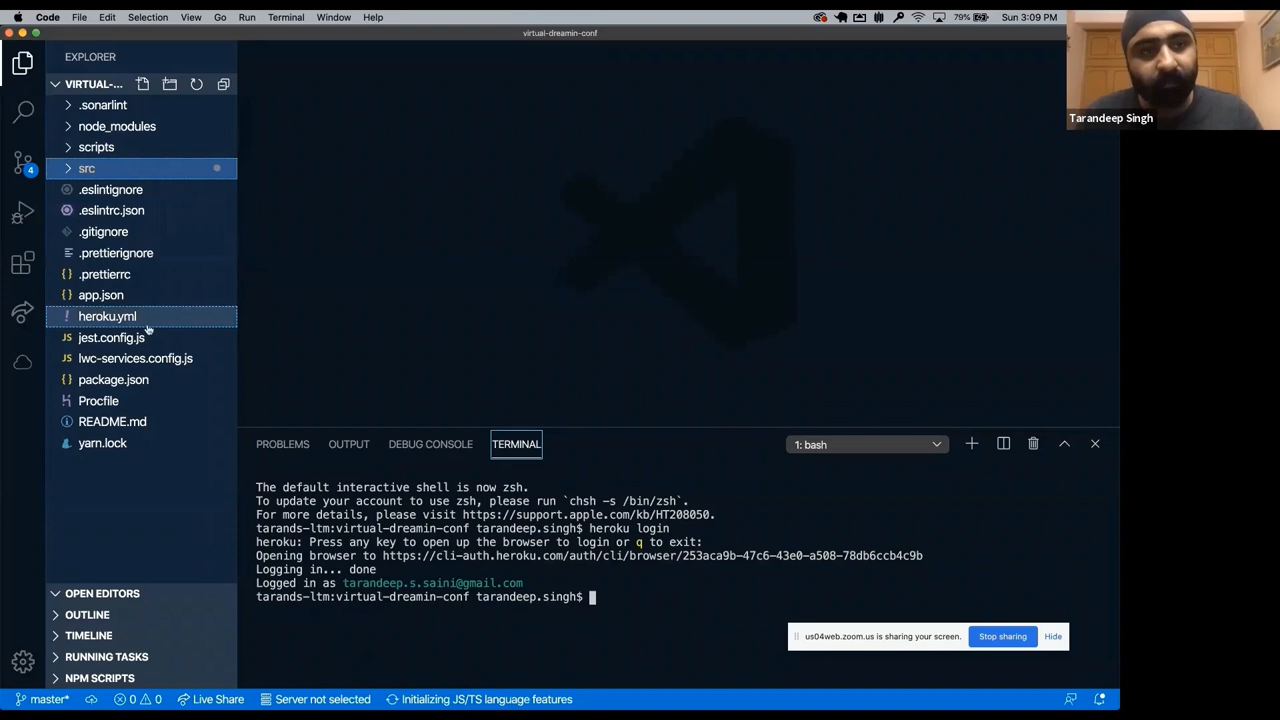 Code File Edit Selection View Go Run Terminal Window Help
79% Sun 3:09 PM
virtual-dreamin-conf
Tarandeep Singh
EXPLORER
VIRTUAL-...
.sonarlint
node_modules
scripts
src
.eslintignore
.eslintrc.json
.gitignore
.prettierignore
.prettierrc
app.json
heroku.yml
jest.config.js
lwc-services.config.js
package.json
Procfile
README.md
yarn.lock
4
OPEN EDITORS
OUTLINE
TIMELINE
RUNNING TASKS
NPM SCRIPTS
PROBLEMS OUTPUT DEBUG CONSOLE TERMINAL 1: bash
The default interactive shell is now zsh.
To update your account to use zsh, please run `chsh -s /bin/zsh`.
For more details, please visit https://support.apple.com/kb/HT208050.
tarands-ltm:virtual-dreamin-conf tarandeep.singh$ heroku login
heroku: Press any key to open up the browser to login or q to exit:
Opening browser to https://cli-auth.heroku.com/auth/cli/browser/253aca9b-47c6-43e0-a508-78db6ccb4c9b
Logging in... done
Logged in as tarandeep.s.saini@gmail.com
tarands-ltm:virtual-dreamin-conf tarandeep.singh$
us04web.zoom.us is sharing your screen. Stop sharing Hide
master* 0 0 Live Share Server not selected Initializing JS/TS language features